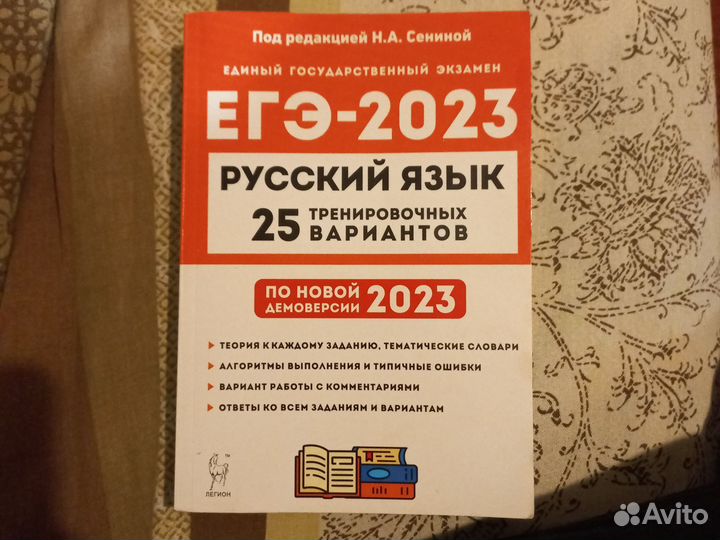 Под редакцией Н.А. Сениной
ЕДИНЫЙ ГОСУДАРСТВЕННЫЙ ЭКЗАМЕН
ЕГЭ-2023
РУССКИЙ ЯЗЫК
25 ТРЕНИРОВОЧНЫХ
ВАРИАНТОВ
ПО НОВОЙ
ДЕМОВЕРСИИ 2023
ТЕОРИЯ К КАЖДОМУ ЗАДАНИЮ, ТЕМАТИЧЕСКИЕ СЛОВАРИ
АЛГОРИТМЫ ВЫПОЛНЕНИЯ И ТИПИЧНЫЕ ОШИБКИ
ВАРИАНТ РАБОТЫ С КОММЕНТАРИЯМИ
ОТВЕТЫ КО ВСЕМ ЗАДАНИЯМ И ВАРИАНТАМ
TM
ЛЕГИОН
Avito